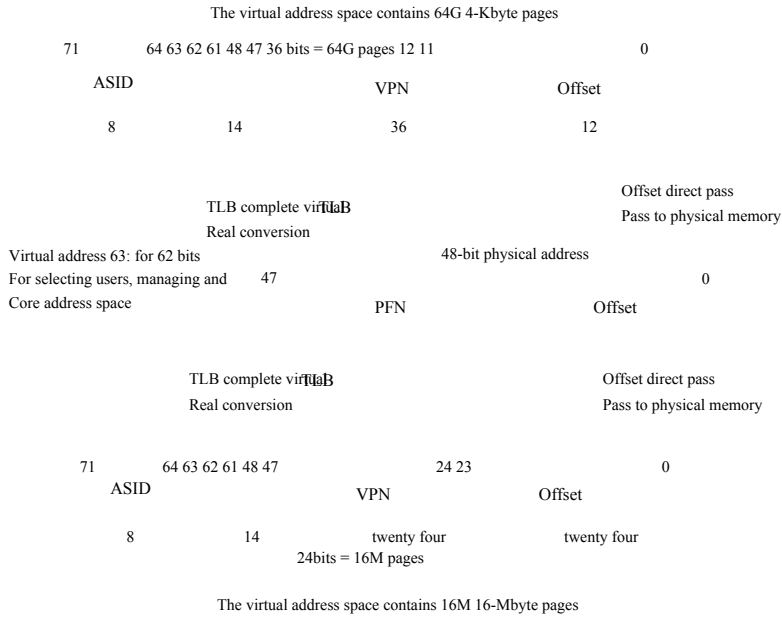 The virtual address space contains 64G 4-Kbyte pages
71 64 63 62 61 48 47 36 bits = 64G pages 12 11 0
ASID VPN Offset
8 14 36 12
Offset direct pass
TLB complete virtual TLB
Pass to physical memory
Real conversion
Virtual address 63: for 62 bits 48-bit physical address
For selecting users, managing and 47 0
Core address space PFN Offset
TLB complete virtual TLB Offset direct pass
Real conversion Pass to physical memory
71 64 63 62 61 48 47 24 23 0
ASID VPN Offset
8 14 twenty four twenty four
24bits = 16M pages
The virtual address space contains 16M 16-Mbyte pages